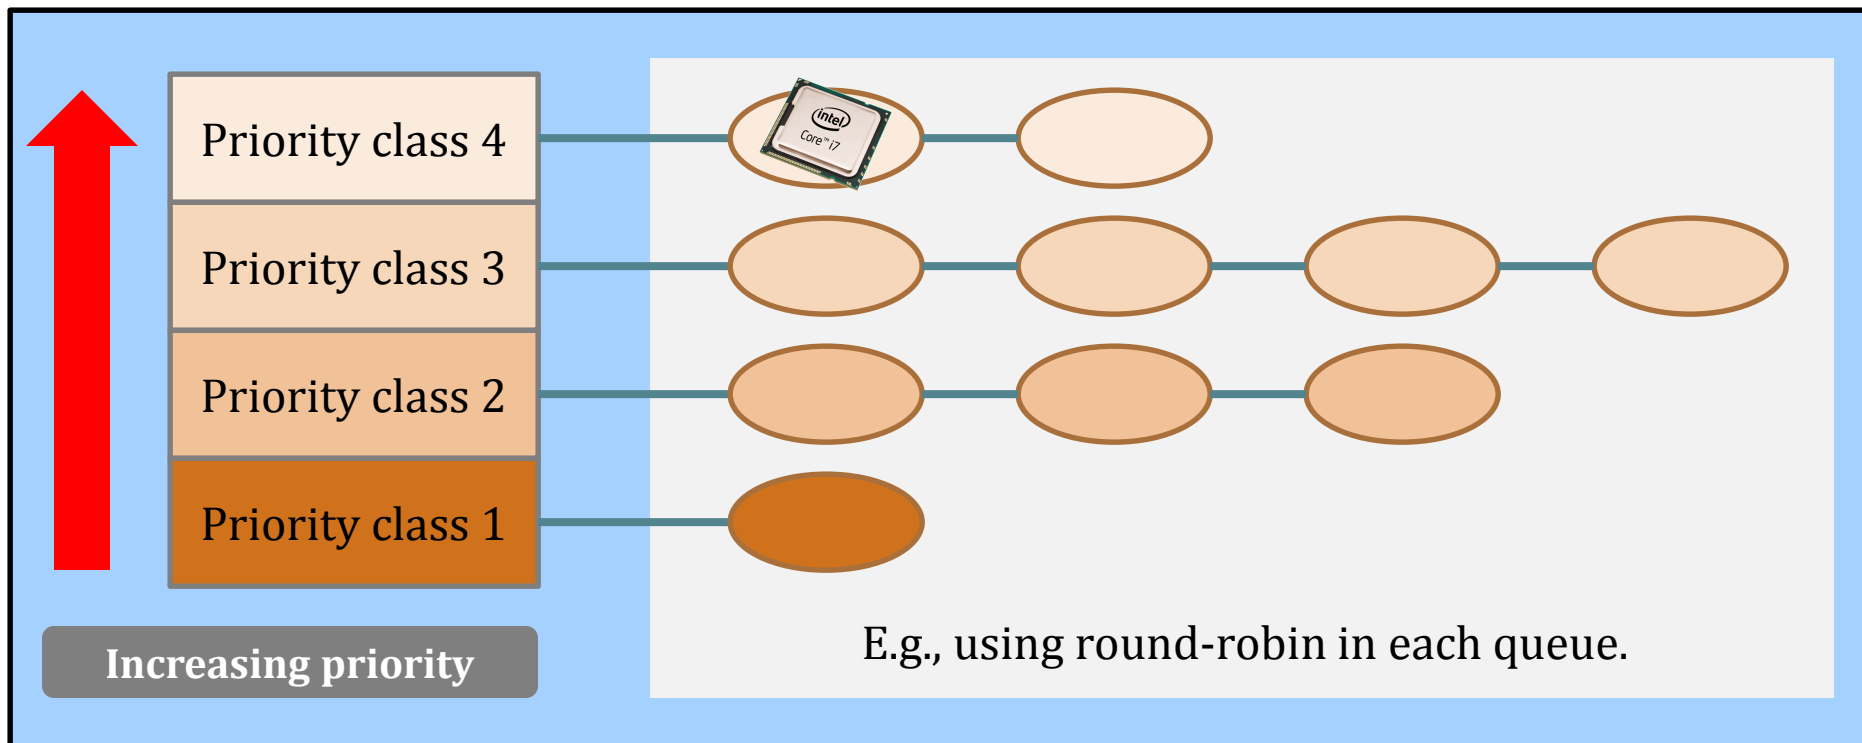 Priority class 4
intel
Core™ i7
Priority class 3
Priority class 2
Priority class 1
Increasing priority
E.g., using round-robin in each queue.